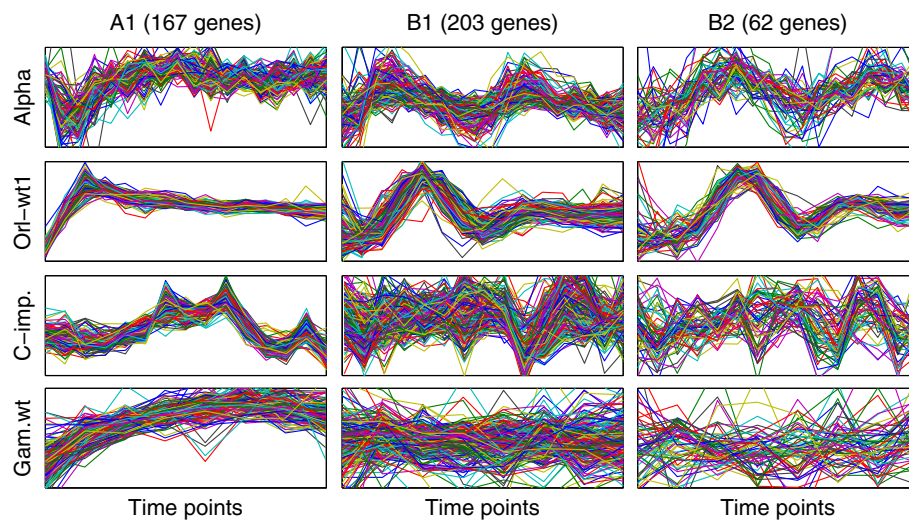 A1 (167 genes)
B1 (203 genes)
B2 (62 genes)
Alpha
Orl−wt1
C−imp.
Gam.wt
Time points
Time points
Time points